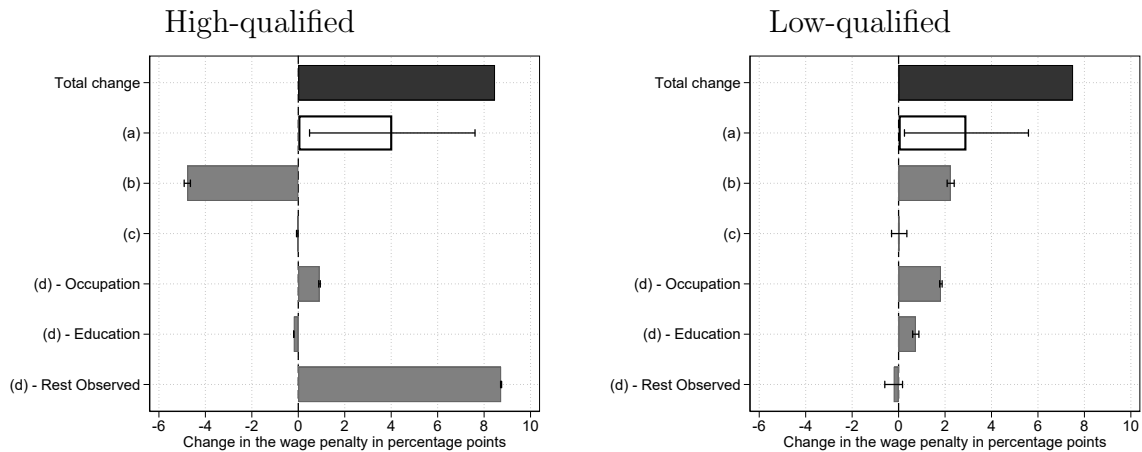 High-qualified
Total change
(a)
(b)
(c)
(d) - Occupation
(d) - Education
(d) - Rest Observed
-6 -4 -2 0 2 4 6 8 10
Change in the wage penalty in percentage points
Low-qualified
Total change
(a)
(b)
(c)
(d) - Occupation
(d) - Education
(d) - Rest Observed
-6 -4 -2 0 2 4 6 8 10
Change in the wage penalty in percentage points